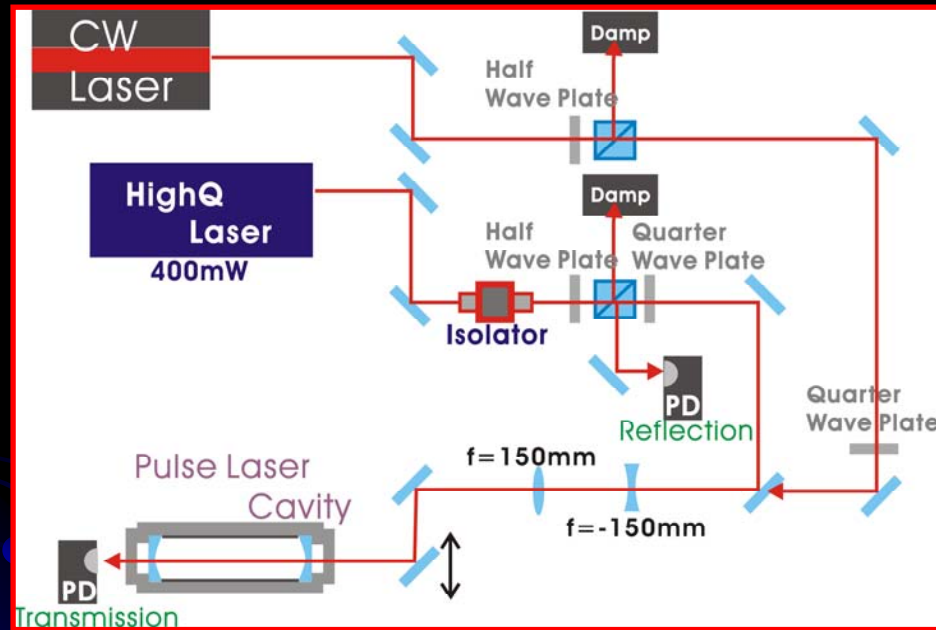 CW
Laser
Damp
Half
Wave Plate
HighQ
Laser
400mW
Damp
Half
Wave Plate
Quarter
Wave Plate
Isolator
PD
Reflection
Quarter
Wave Plate
Pulse Laser
Cavity
f=150mm
f=-150mm
PD
Transmission